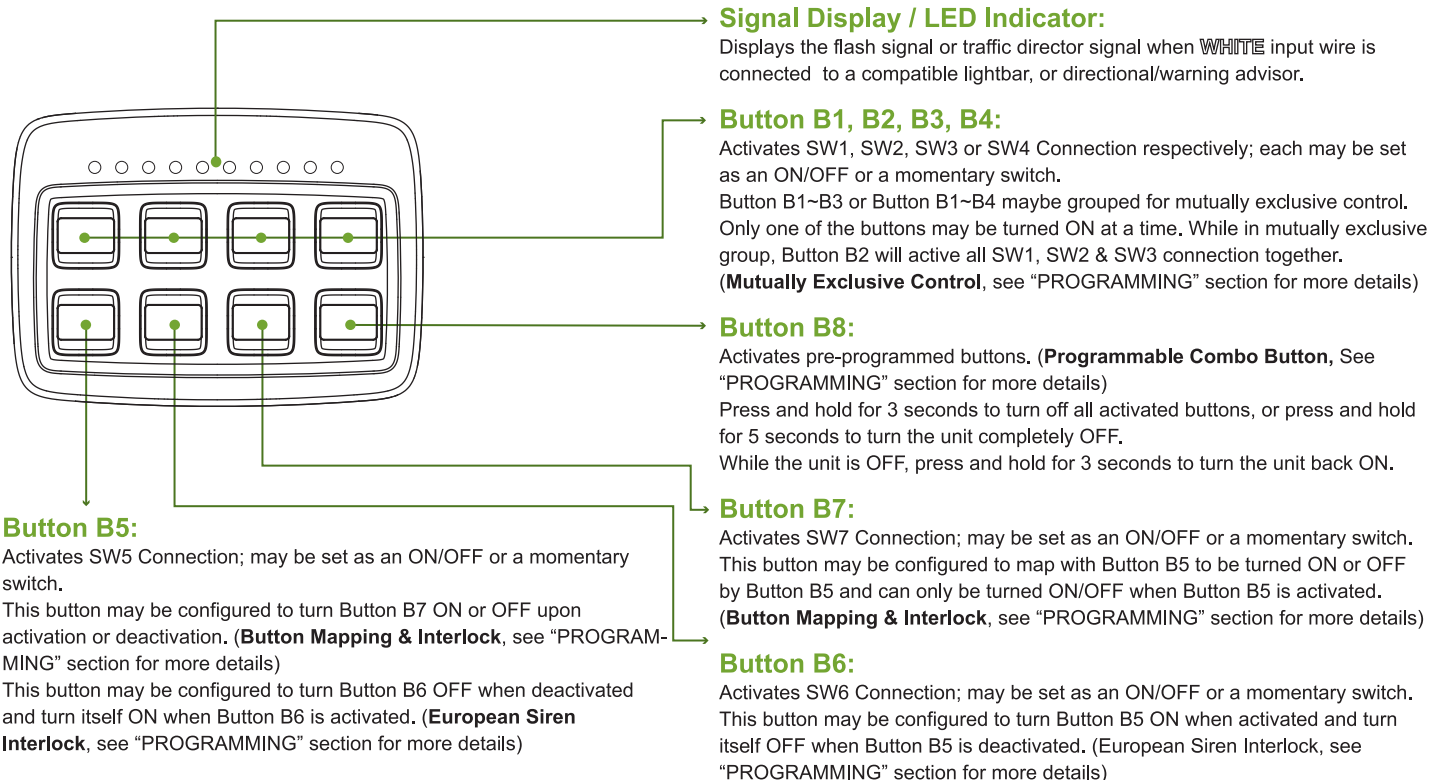 Signal Display / LED Indicator:
Displays the flash signal or traffic director signal when WHITE input wire is
connected to a compatible lightbar, or directional/warning advisor.
Button B1, B2, B3, B4:
Activates SW1, SW2, SW3 or SW4 Connection respectively; each may be set
as an ON/OFF or a momentary switch.
Button B1~B3 or Button B1~B4 maybe grouped for mutually exclusive control.
Only one of the buttons may be turned ON at a time. While in mutually exclusive
group, Button B2 will active all SW1, SW2 & SW3 connection together.
(Mutually Exclusive Control, see “PROGRAMMING” section for more details)
Button B8:
Activates pre-programmed buttons. (Programmable Combo Button, See
“PROGRAMMING” section for more details)
Press and hold for 3 seconds to turn off all activated buttons, or press and hold
for 5 seconds to turn the unit completely OFF.
While the unit is OFF, press and hold for 3 seconds to turn the unit back ON.
Button B7:
Activates SW7 Connection; may be set as an ON/OFF or a momentary switch.
This button may be configured to map with Button B5 to be turned ON or OFF
by Button B5 and can only be turned ON/OFF when Button B5 is activated.
(Button Mapping & Interlock, see “PROGRAMMING” section for more details)
Button B6:
Activates SW6 Connection; may be set as an ON/OFF or a momentary switch.
This button may be configured to turn Button B5 ON when activated and turn
itself OFF when Button B5 is deactivated. (European Siren Interlock, see
“PROGRAMMING” section for more details)
Button B5:
Activates SW5 Connection; may be set as an ON/OFF or a momentary
switch.
This button may be configured to turn Button B7 ON or OFF upon
activation or deactivation. (Button Mapping & Interlock, see “PROGRAM-
MING” section for more details)
This button may be configured to turn Button B6 OFF when deactivated
and turn itself ON when Button B6 is activated. (European Siren
Interlock, see “PROGRAMMING” section for more details)